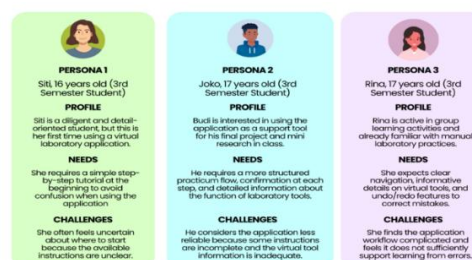 PERSONA 1
Siti, 16 years old (3rd
Semester Student)
PROFILE
Siti is a diligent and detail-
oriented student, but this is
her first time using a virtual
laboratory application.
NEEDS
She requires a simple step-
by-step tutorial at the
beginning to avoid
confusion when using the
application
CHALLENGES
She often feels uncertain
about where to start
because the available
instructions are unclear.
PERSONA 2
Joko, 17 years old (3rd
Semester Student)
PROFILE
Budi is interested in using the
application as a support tool
for his final project and mini
research in class.
NEEDS
He requires a more structured
practicum flow, confirmation at each
step, and detailed information about
the function of laboratory tools.
CHALLENGES
He considers the application less
reliable because some instructions
are incomplete and the virtual tool
information is inadequate.
PERSONA 3
Rina, 17 years old (3rd
Semester Student)
PROFILE
Rina is active in group
learning activities and
already familiar with manual
laboratory practices.
NEEDS
She expects clear
navigation, informative
details on virtual tools, and
undo/redo features to
correct mistakes.
CHALLENGES
She finds the application
workflow complicated and
feels it does not sufficiently
support learning from errors